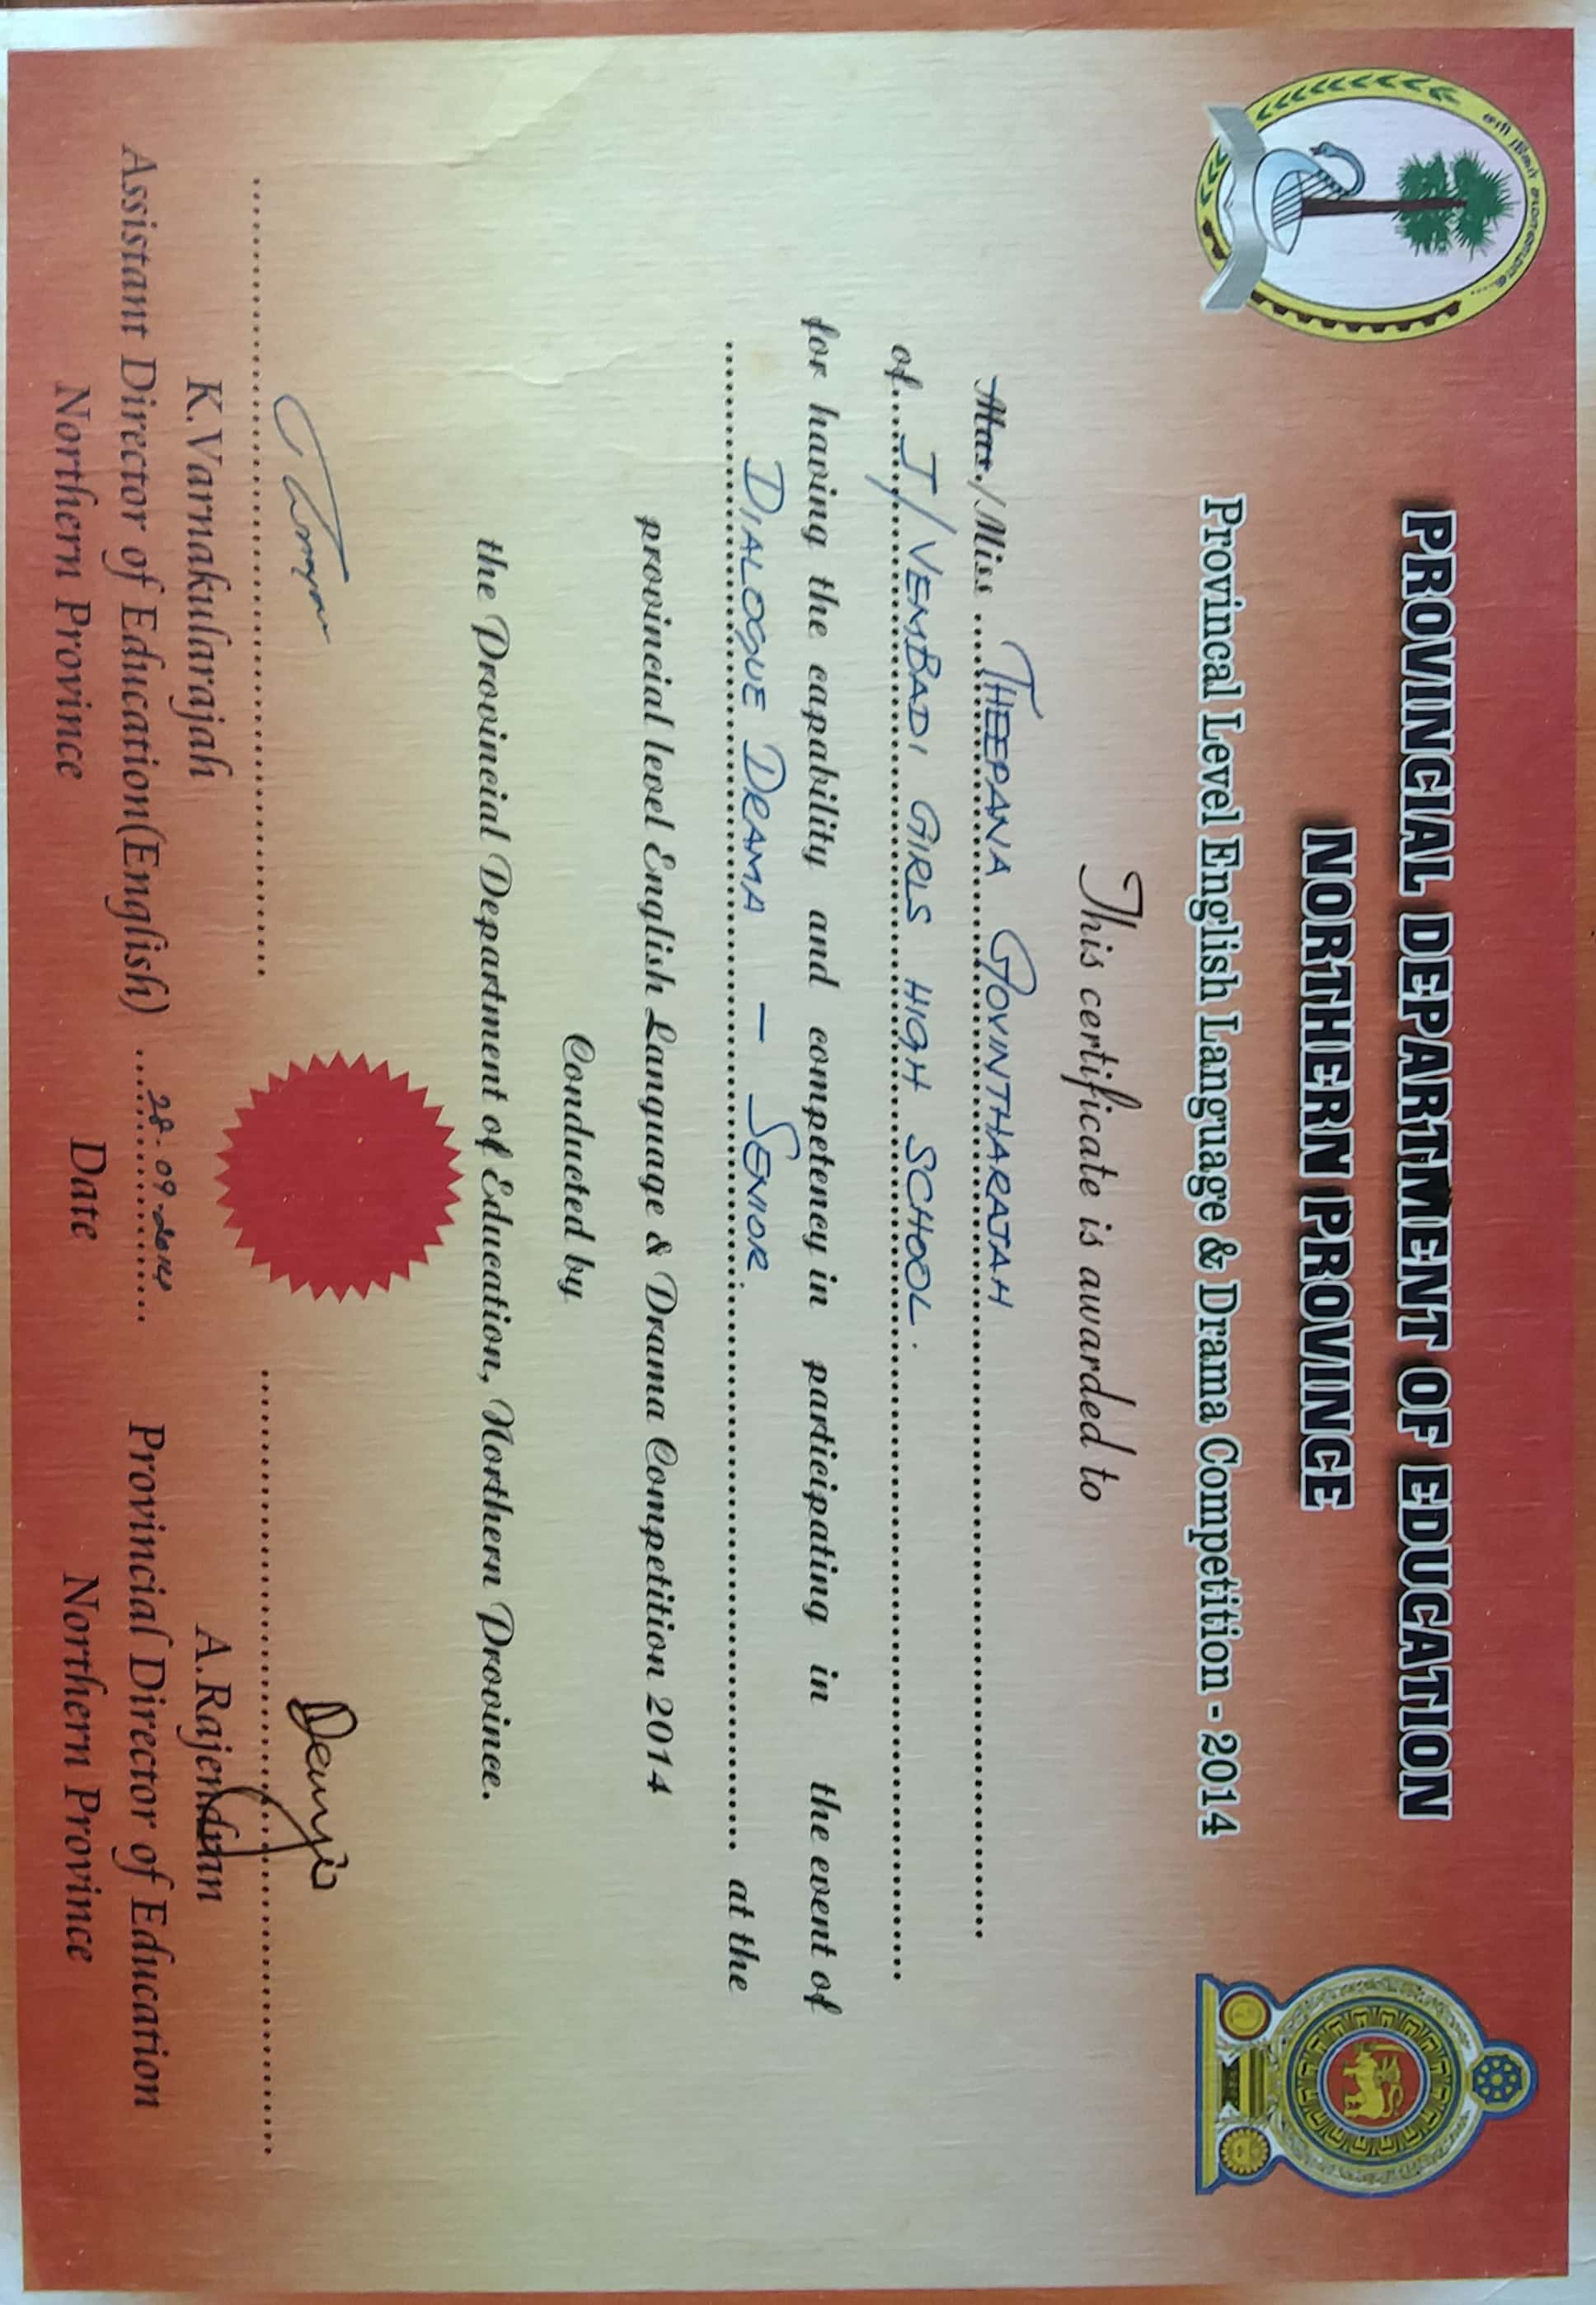 சரி நிகர் சமானமாக...
PROVINCIAL DEPARTMENT OF EDUCATION
NORTHERN PROVINCE
Provincal Level English Language & Drama Competition - 2014
This certificate is awarded to
Mas./Miss THEEPANA GOVINTHARAJAH
of J/VEMBADI GIRLS HIGH SCHOOL.
for having the capability and competency in participating in the event of
DIALOGUE DRAMA - SENIOR. at the
provincial level English Language & Drama Competition 2014
Conducted by
the Provincial Department of Education, Northern Province.
K.Varnakularajah
Assistant Director of Education(English)
Northern Province
28-09-2014
Date
A.Rajendran
Provincial Director of Education
Northern Province